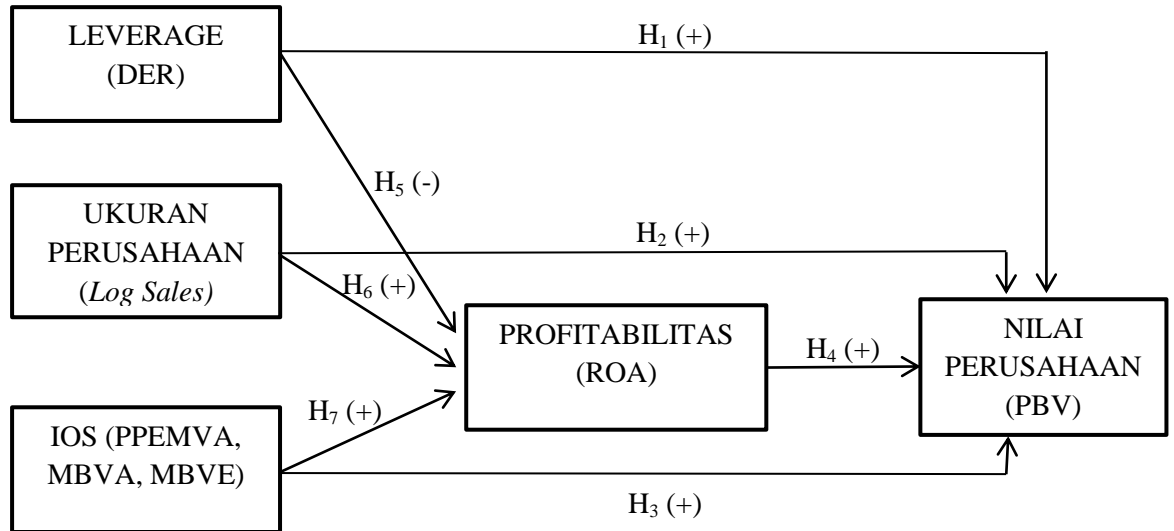 LEVERAGE
(DER)
H₁ (+)
H₅ (-)
UKURAN
PERUSAHAAN
(Log Sales)
H₂ (+)
H₆ (+)
PROFITABILITAS
(ROA)
H₄ (+)
NILAI
PERUSAHAAN
(PBV)
H₇ (+)
IOS (PPEMVA,
MBVA, MBVE)
H₃ (+)